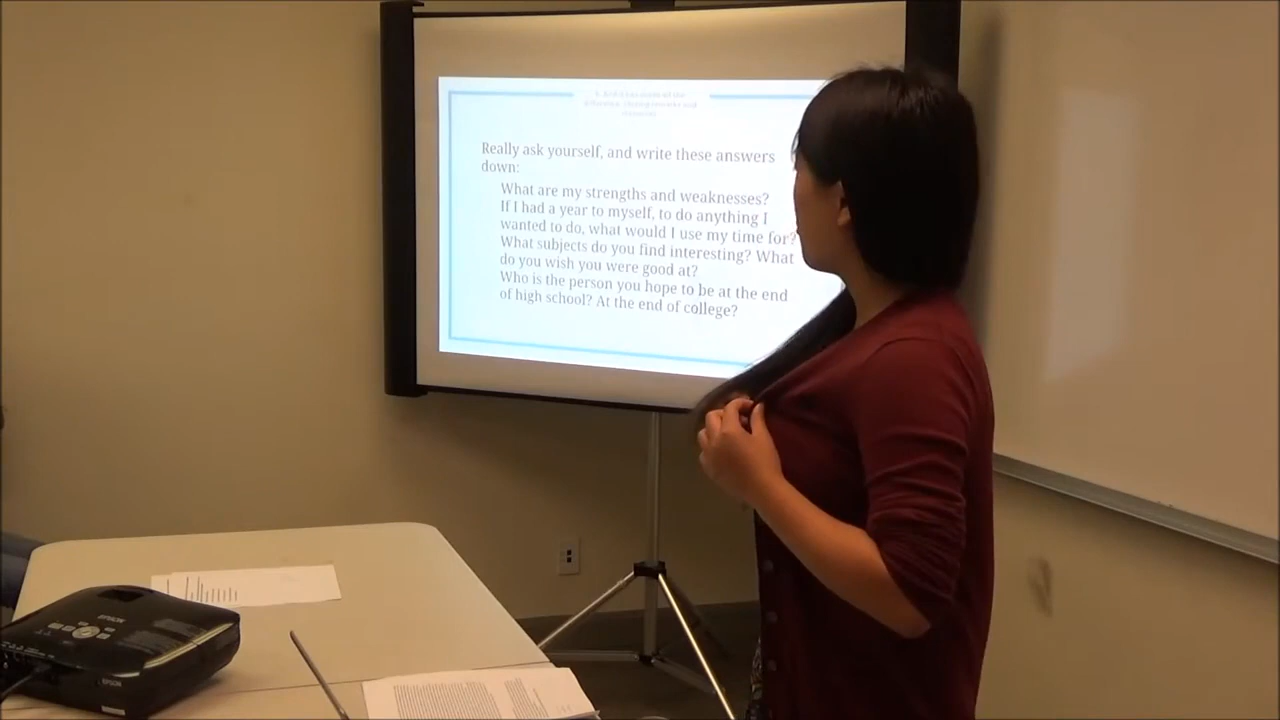 Really ask yourself, and write these answers
down:
What are my strengths and weaknesses?
If I had a year to myself, to do anything I
wanted to do, what would I use my time for?
What subjects do you find interesting? What
do you wish you were good at?
Who is the person you hope to be at the end
of high school? At the end of college?
EPSON
EPSON